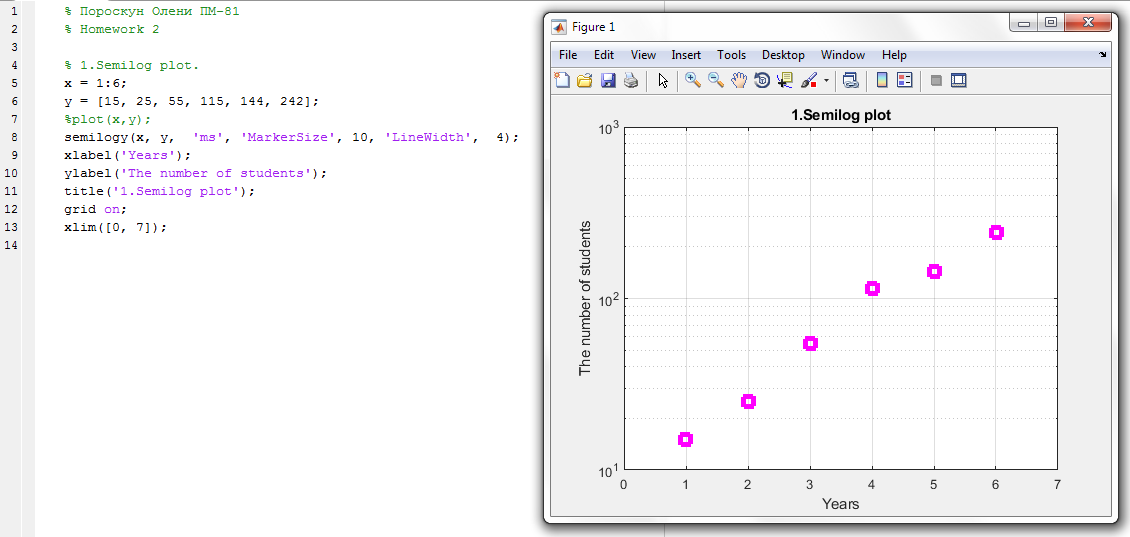 1 % Пороскун Олени ПМ-81
2 % Homework 2
3
4 % 1.Semilog plot.
5 x = 1:6;
6 y = [15, 25, 55, 115, 144, 242];
7 %plot(x,y);
8 semilogy(x, y,  'ms', 'MarkerSize', 10, 'LineWidth',  4);
9 xlabel('Years');
10 ylabel('The number of students');
11 title('1.Semilog plot');
12 grid on;
13 xlim([0, 7]);
14
Figure 1
File Edit View Insert Tools Desktop Window Help
1.Semilog plot
10^3
10^2
10^1
The number of students
0 1 2 3 4 5 6 7
Years